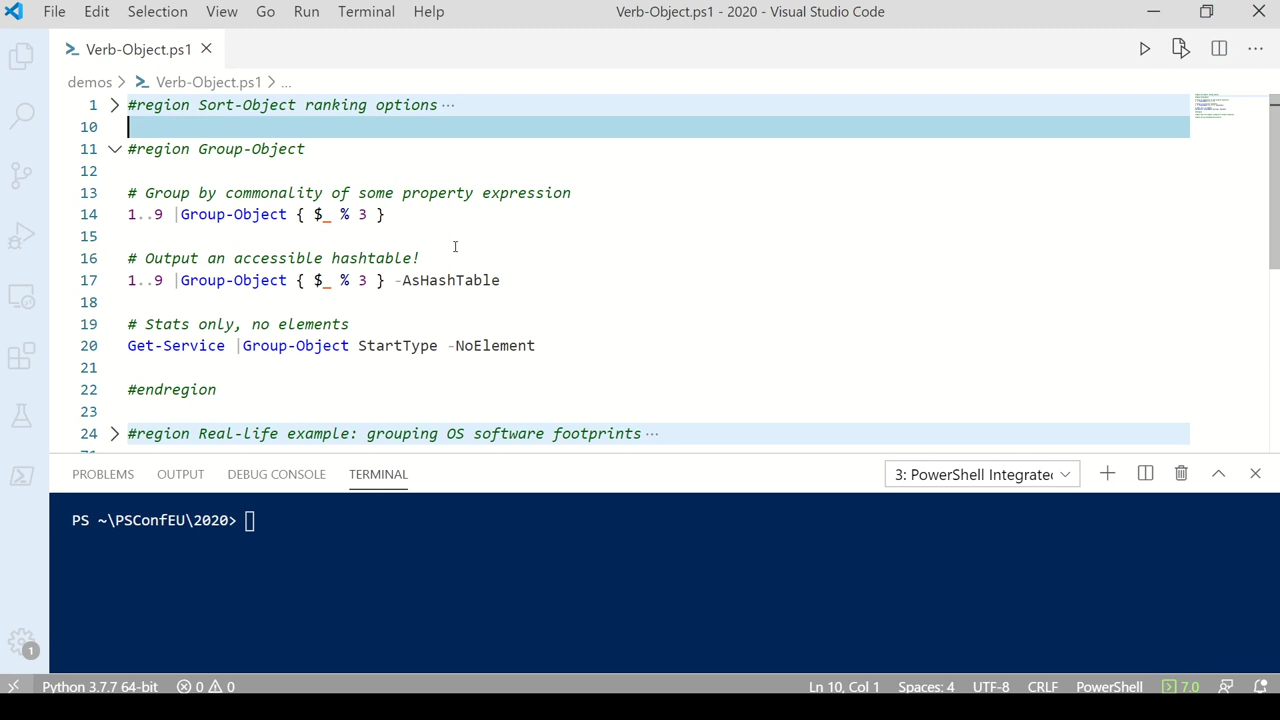 File Edit Selection View Go Run Terminal Help Verb-Object.ps1 - 2020 - Visual Studio Code
Verb-Object.ps1
demos > Verb-Object.ps1 > ...
1 #region Sort-Object ranking options ...
10
11 #region Group-Object
12
13 # Group by commonality of some property expression
14 1..9 |Group-Object { $_ % 3 }
15
16 # Output an accessible hashtable!
17 1..9 |Group-Object { $_ % 3 } -AsHashTable
18
19 # Stats only, no elements
20 Get-Service |Group-Object StartType -NoElement
21
22 #endregion
23
24 #region Real-life example: grouping OS software footprints ...
PROBLEMS OUTPUT DEBUG CONSOLE TERMINAL 3: PowerShell Integrated
PS ~\PSConfEU\2020>
1
Python 3.7.7 64-bit 0 0 Ln 10, Col 1 Spaces: 4 UTF-8 CRLF PowerShell 7.0